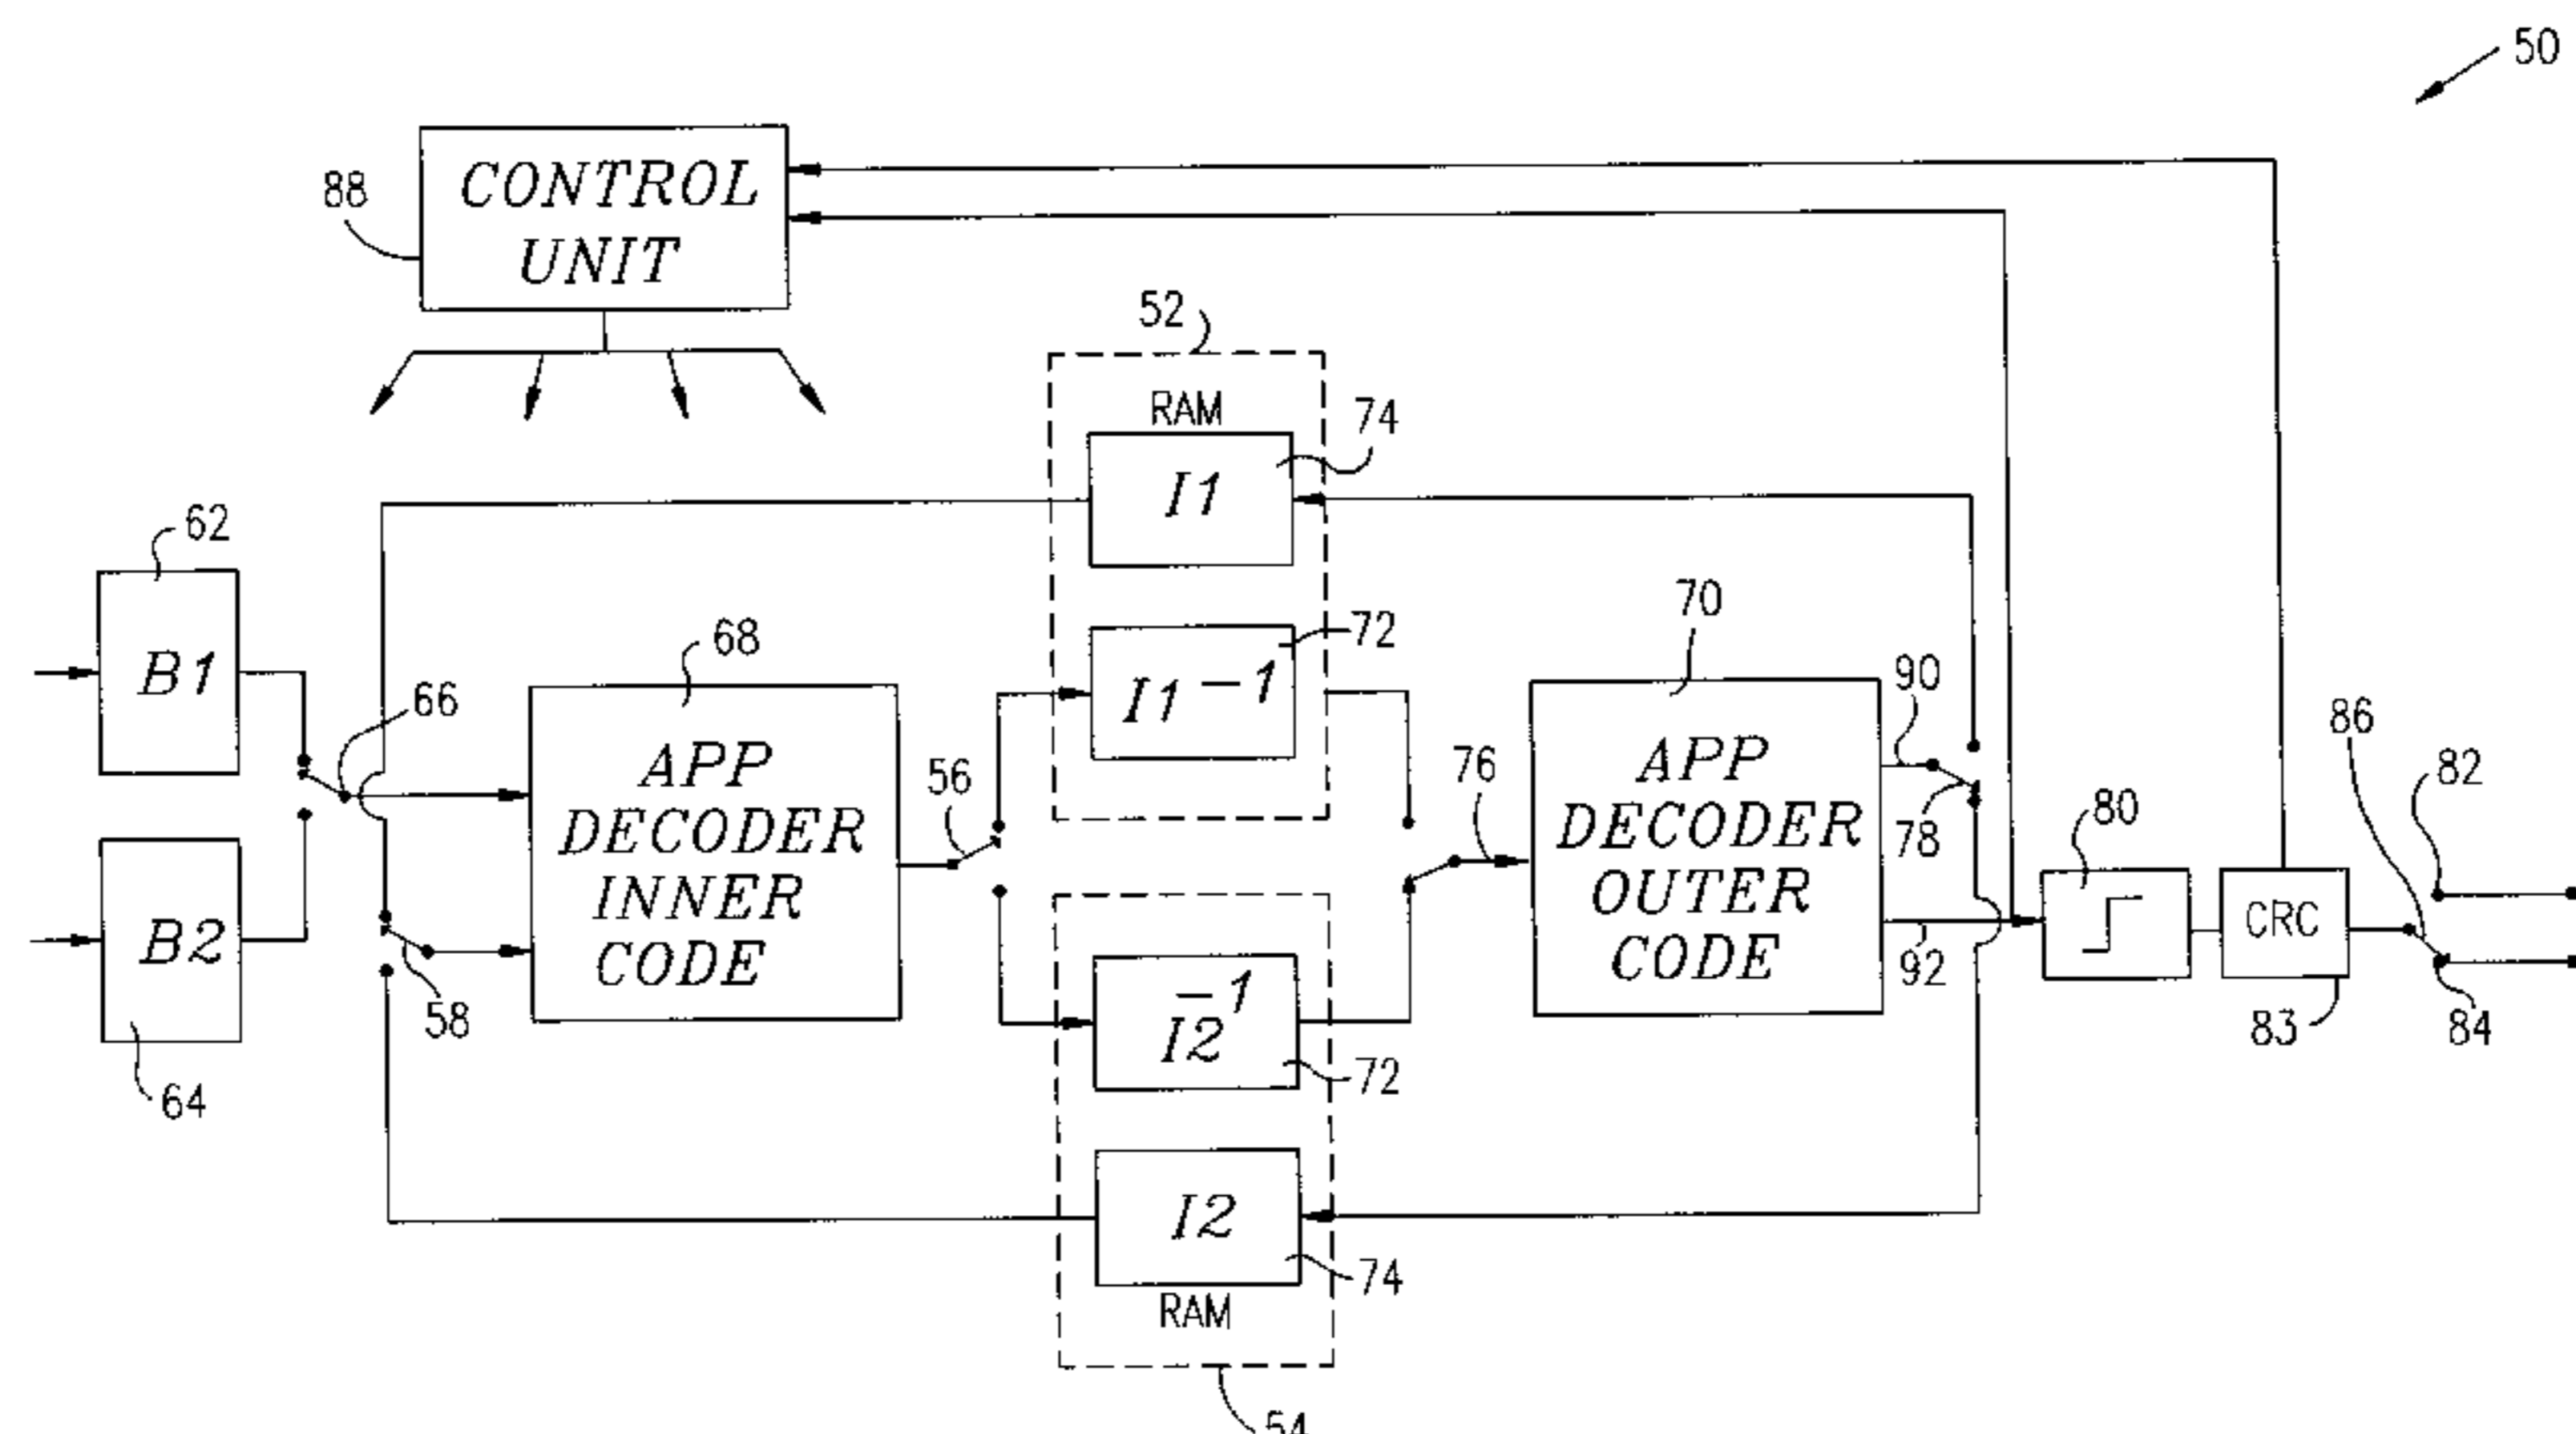 50
CONTROL
UNIT
88
52
RAM
74
I1
62
B1
66
68
APP
DECODER
INNER
CODE
56
72
I1⁻¹
76
70
APP
DECODER
OUTER
CODE
90
78
80
86
82
CRC
83
84
92
B2
64
58
I2⁻¹
72
I2
74
RAM
54